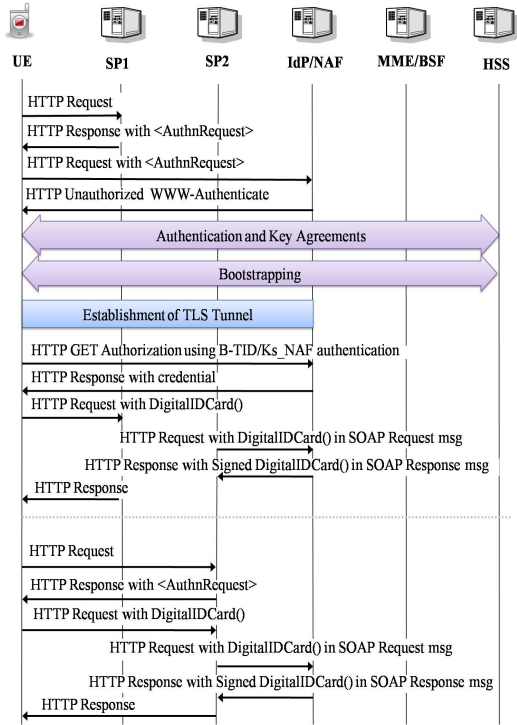 UE SP1 SP2 IdP/NAF MME/BSF HSS
HTTP Request
HTTP Response with <AuthnRequest>
HTTP Request with <AuthnRequest>
HTTP Unauthorized WWW-Authenticate
Authentication and Key Agreements
Bootstrapping
Establishment of TLS Tunnel
HTTP GET Authorization using B-TID/Ks_NAF authentication
HTTP Response with credential
HTTP Request with DigitalIDCard()
HTTP Request with DigitalIDCard() in SOAP Request msg
HTTP Response with Signed DigitalIDCard() in SOAP Response msg
HTTP Response
HTTP Request
HTTP Response with <AuthnRequest>
HTTP Request with DigitalIDCard()
HTTP Request with DigitalIDCard() in SOAP Request msg
HTTP Response with Signed DigitalIDCard() in SOAP Response msg
HTTP Response